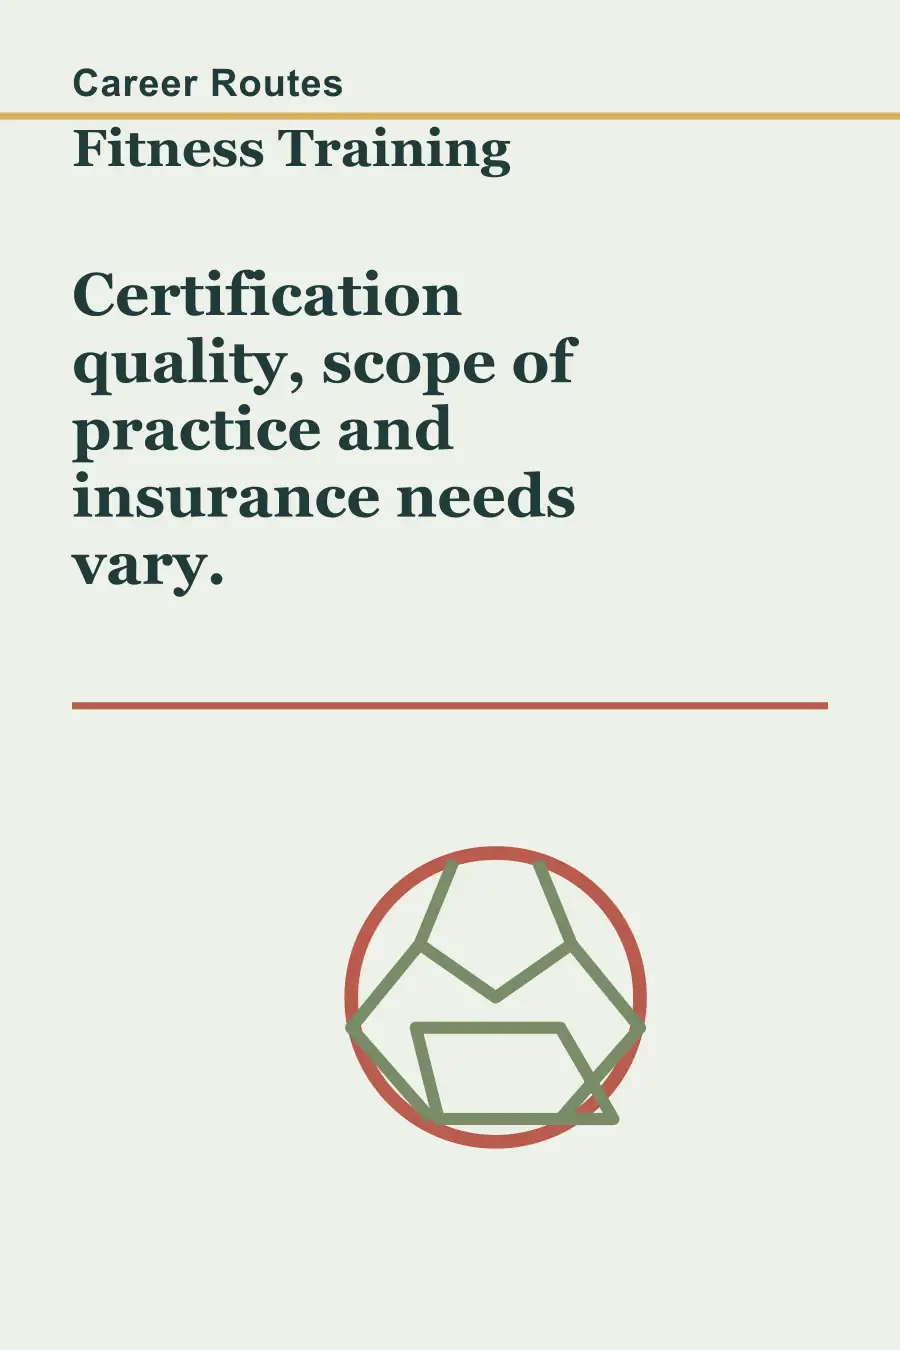 Career Routes
Fitness Training
Certification
quality, scope of
practice and
insurance needs
vary.